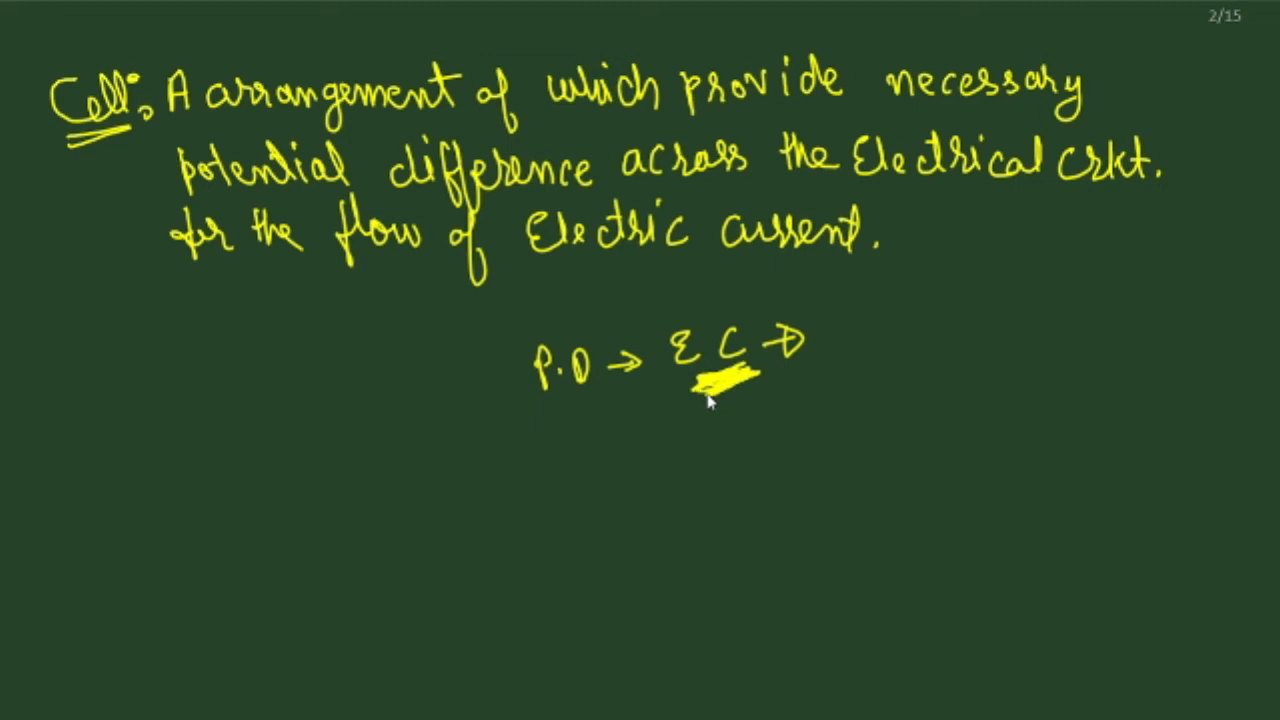 2/15
Cell:, A arrangement of which provide necessary
potential difference across the Electrical crkt.
for the flow of Electric current.
P.D → E C →